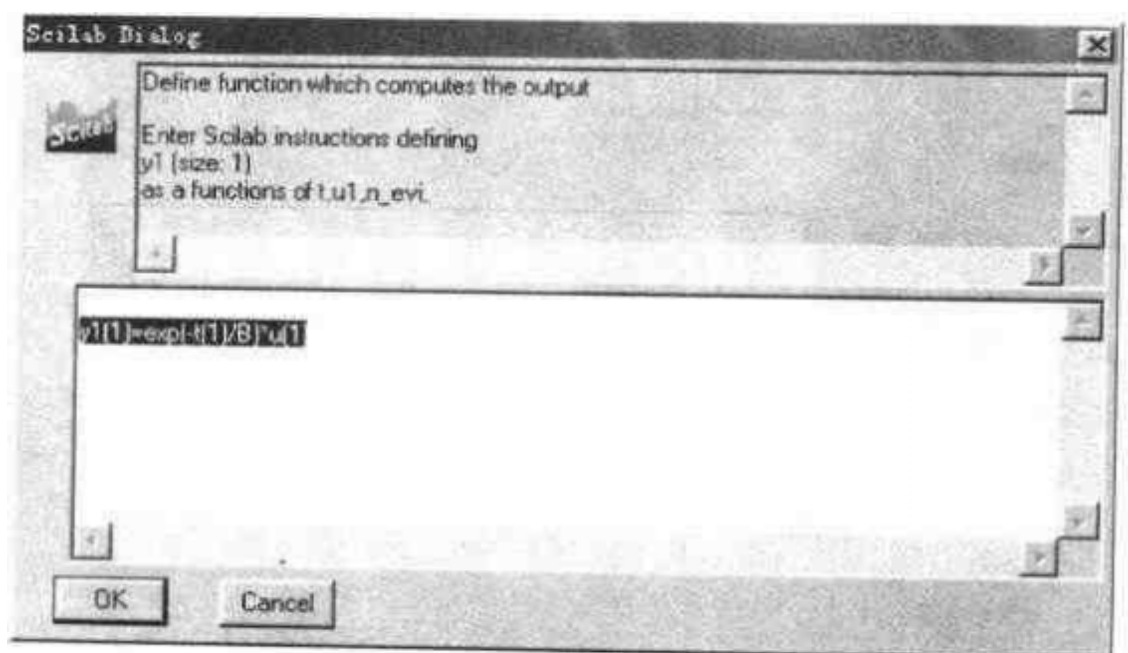 Scilab Dialog
Define function which computes the output
Enter Scilab instructions defining
y1 (size: 1)
as a functions of t,u1,n_evi.
y1(1)=exp(-t(1)/8)*u(1
OK
Cancel